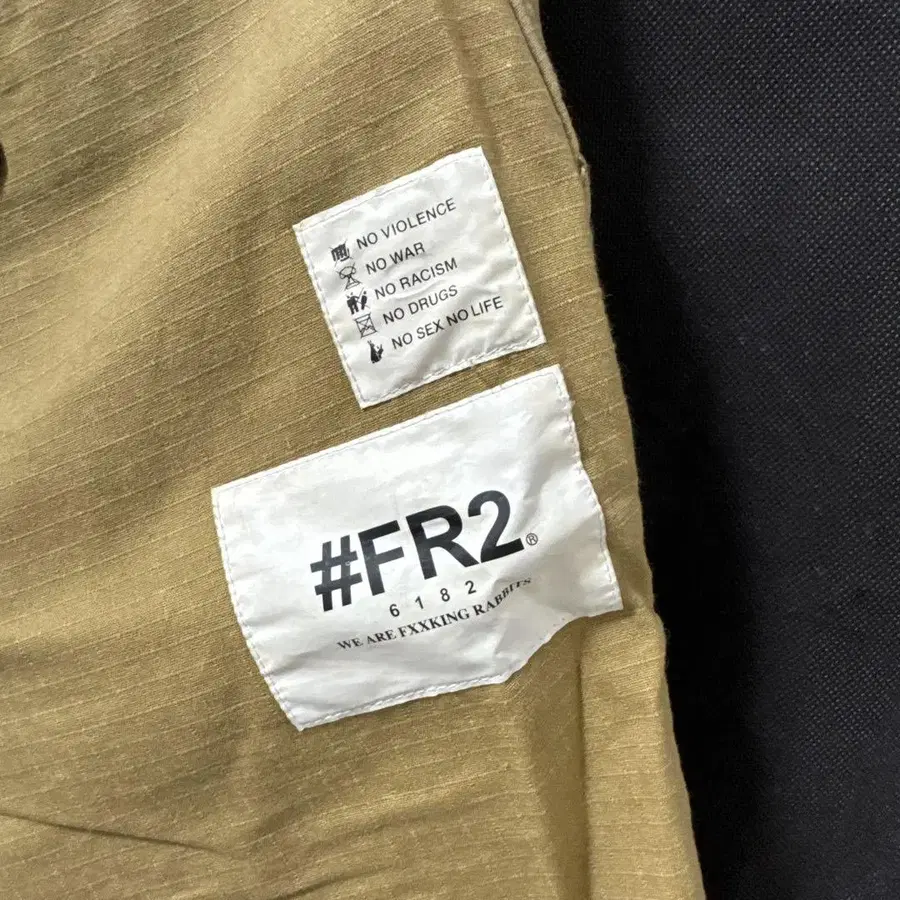 NO VIOLENCE
NO WAR
NO RACISM
NO DRUGS
NO SEX NO LIFE
#FR2®
6182
WE ARE FXXKING RABBITS